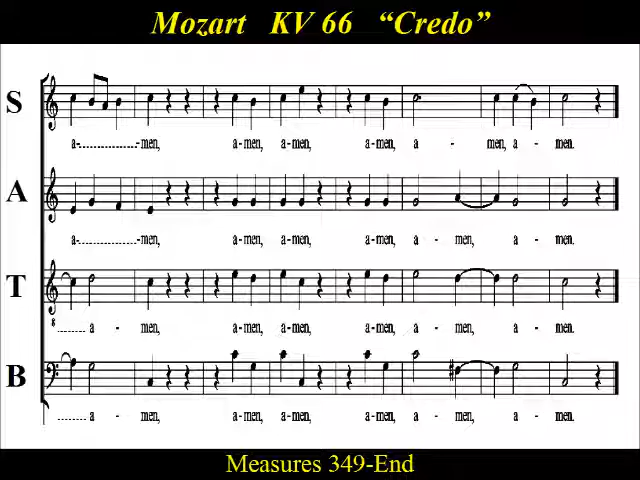 Mozart KV 66 “Credo”
S
a-..................-men, a-men, a-men, a-men, a - men, a-men.
A
a-..................-men, a-men, a-men, a-men, a - men, a - men.
T
8
......... a - men, a-men, a-men, a-men, a - men, a - men.
B
......... a - men, a-men, a-men, a-men, a - men, a - men.
Measures 349-End